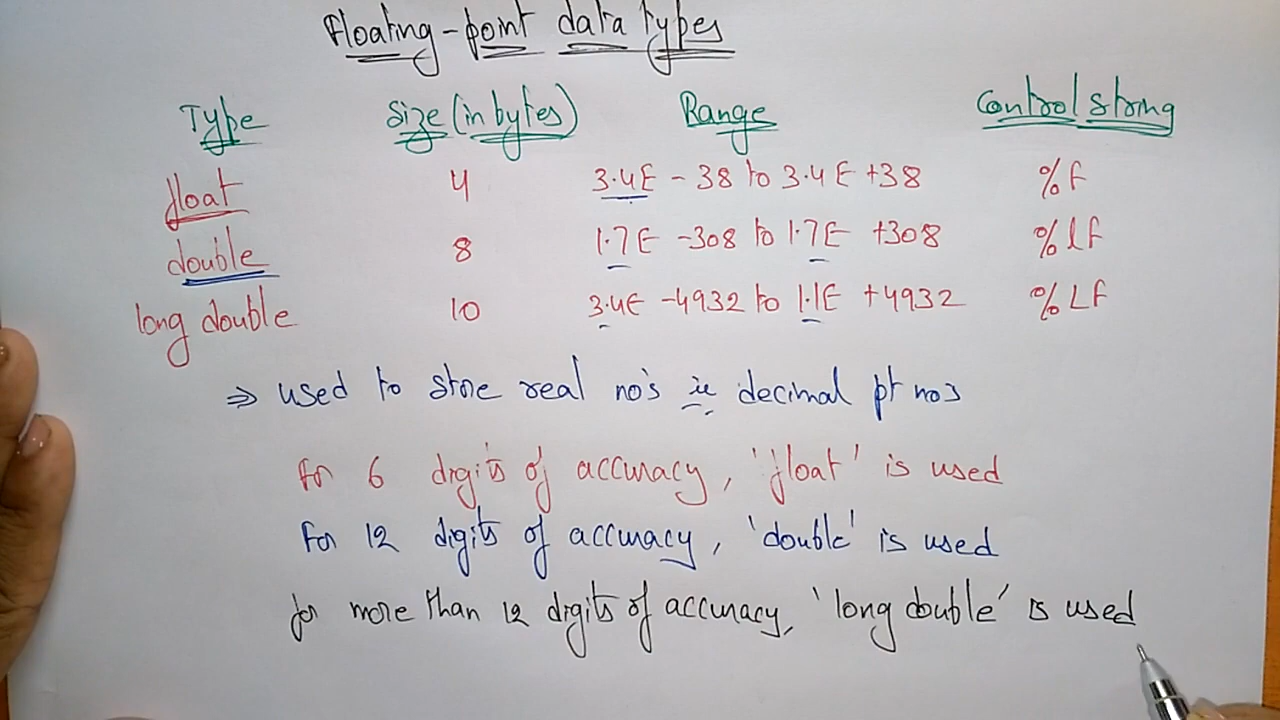 Floating-point data types
Type Size (in bytes) Range Control string
float 4 3.4E -38 to 3.4E +38 %f
double 8 1.7E -308 to 1.7E +308 %lf
long double 10 3.4E -4932 to 1.1E +4932 %Lf
⇒ used to store real no's ie decimal pt nos
for 6 digits of accuracy, 'float' is used
for 12 digits of accuracy, 'double' is used
for more than 12 digits of accuracy, 'long double' is used